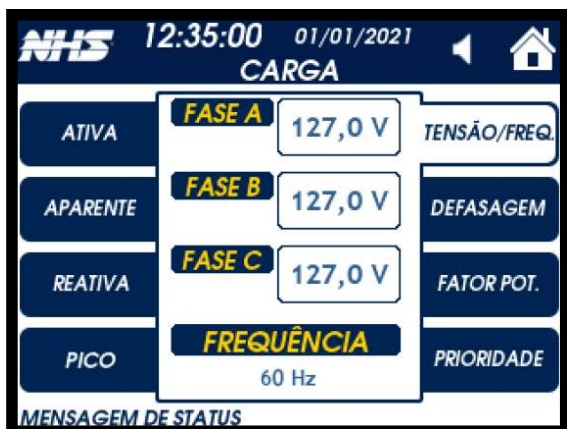 NHS 12:35:00 01/01/2021
CARGA
ATIVA
APARENTE
REATIVA
PICO
FASE A 127,0 V
FASE B 127,0 V
FASE C 127,0 V
FREQUÊNCIA
60 Hz
TENSÃO/FREQ.
DEFASAGEM
FATOR POT.
PRIORIDADE
MENSAGEM DE STATUS